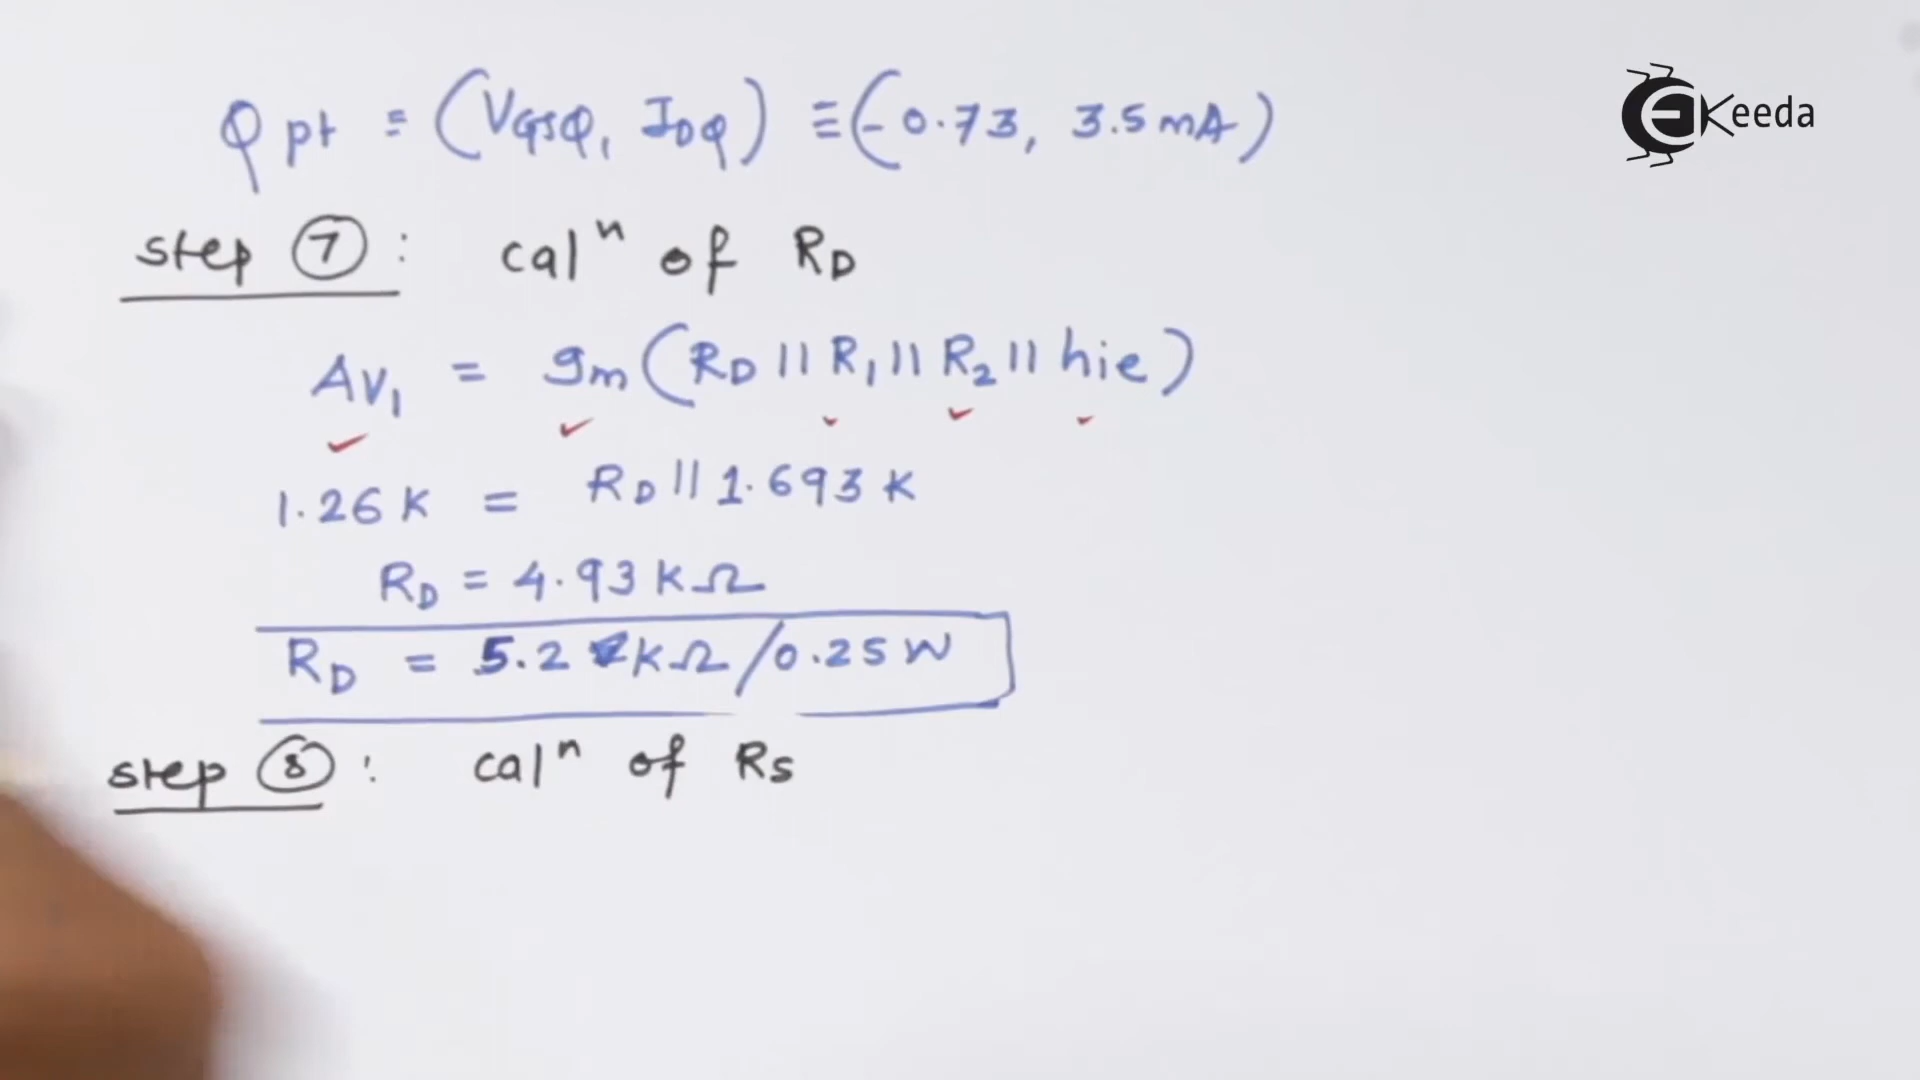 Q pt = (VGSQ, IDQ) ≡ (-0.73, 3.5 mA)
EKeeda
step 7 : calⁿ of RD
Av₁ = gm (RD || R₁ || R₂ || hie)
1.26 K = RD || 1.693 K
RD = 4.93 KΩ
RD = 5.2 KΩ / 0.25 W
step 8 : calⁿ of Rs